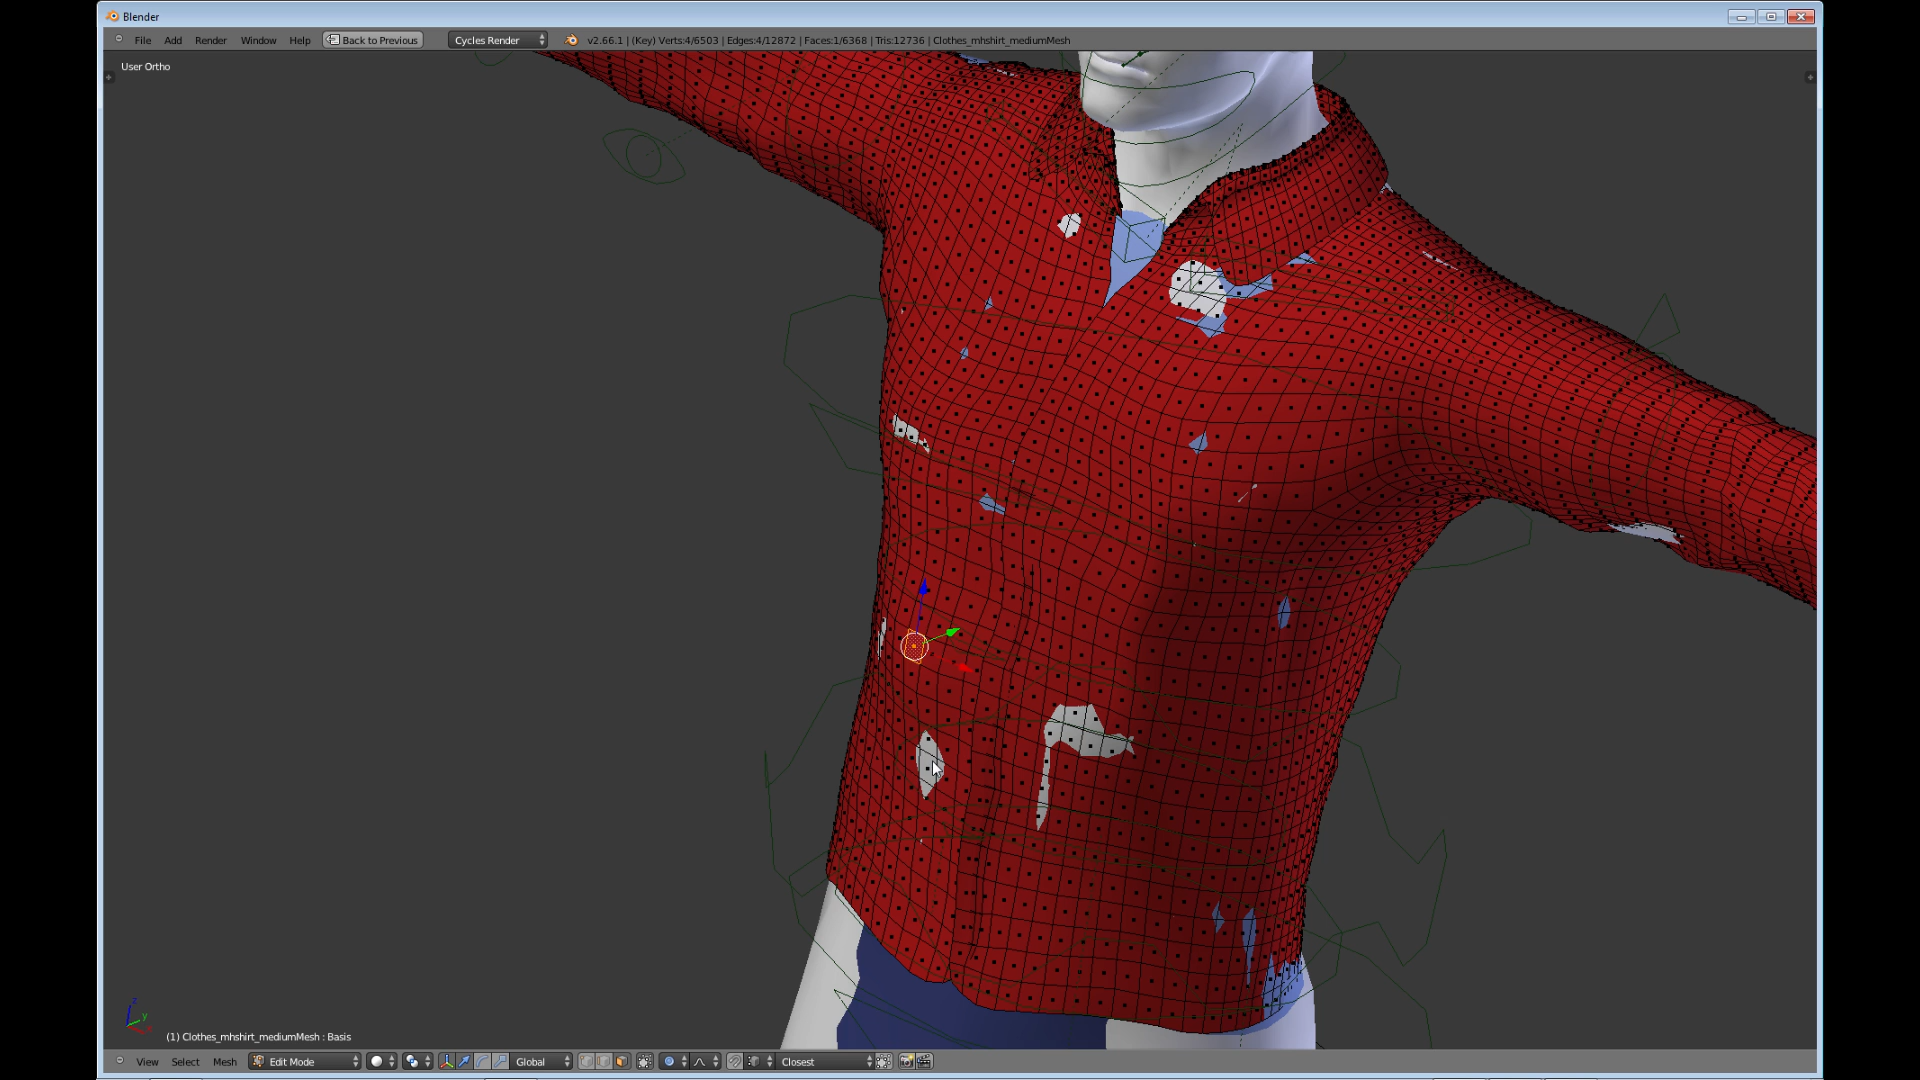 Blender
File Add Render Window Help Back to Previous Cycles Render v2.66.1 | (Key) Verts:4/6503 | Edges:4/12872 | Faces:1/6368 | Tris:12736 | Clothes_mhshirt_mediumMesh
User Ortho
z
y
x
(1) Clothes_mhshirt_mediumMesh : Basis
View Select Mesh Edit Mode Global Closest